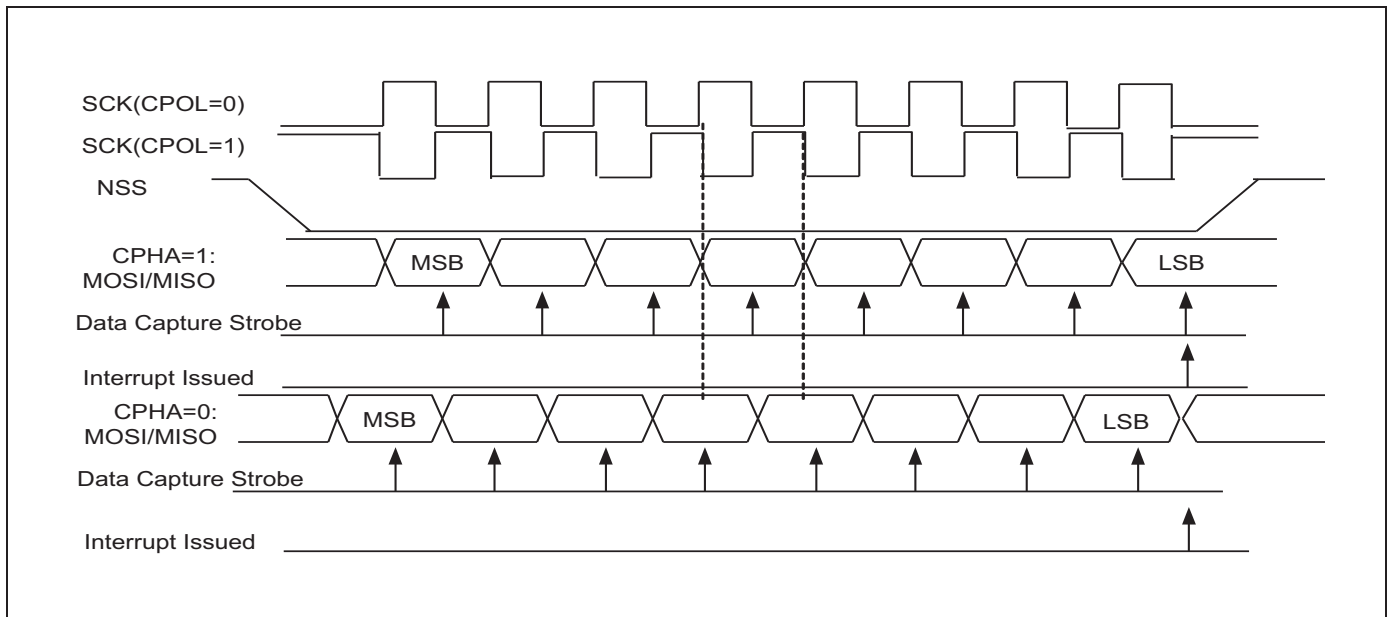 SCK(CPOL=0)
SCK(CPOL=1)
NSS
CPHA=1:
MOSI/MISO
MSB
LSB
Data Capture Strobe
Interrupt Issued
CPHA=0:
MOSI/MISO
MSB
LSB
Data Capture Strobe
Interrupt Issued